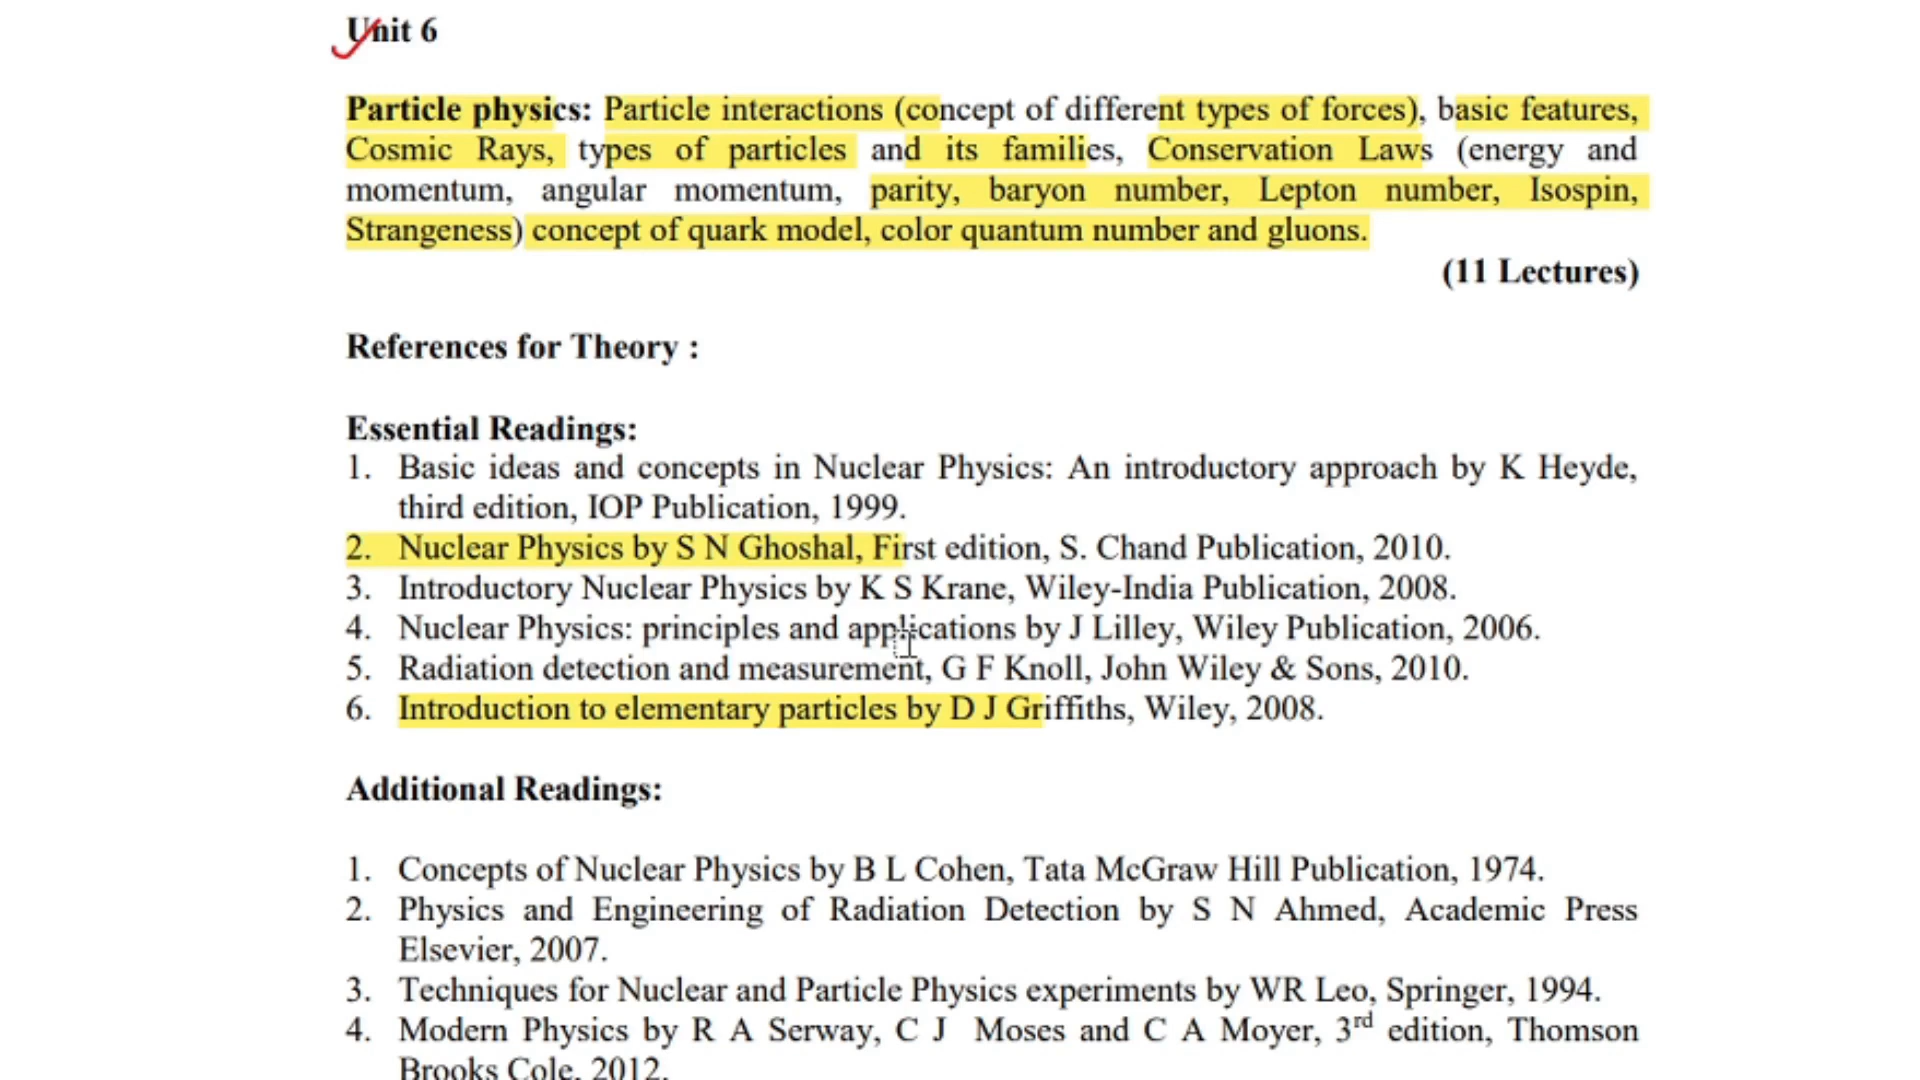 Unit 6
Particle physics: Particle interactions (concept of different types of forces), basic features,
Cosmic Rays, types of particles and its families, Conservation Laws (energy and
momentum, angular momentum, parity, baryon number, Lepton number, Isospin,
Strangeness) concept of quark model, color quantum number and gluons.
(11 Lectures)
References for Theory :
Essential Readings:
1. Basic ideas and concepts in Nuclear Physics: An introductory approach by K Heyde,
third edition, IOP Publication, 1999.
2. Nuclear Physics by S N Ghoshal, First edition, S. Chand Publication, 2010.
3. Introductory Nuclear Physics by K S Krane, Wiley-India Publication, 2008.
4. Nuclear Physics: principles and applications by J Lilley, Wiley Publication, 2006.
5. Radiation detection and measurement, G F Knoll, John Wiley & Sons, 2010.
6. Introduction to elementary particles by D J Griffiths, Wiley, 2008.
Additional Readings:
1. Concepts of Nuclear Physics by B L Cohen, Tata McGraw Hill Publication, 1974.
2. Physics and Engineering of Radiation Detection by S N Ahmed, Academic Press
Elsevier, 2007.
3. Techniques for Nuclear and Particle Physics experiments by WR Leo, Springer, 1994.
4. Modern Physics by R A Serway, C J Moses and C A Moyer, 3rd edition, Thomson
Brooks Cole, 2012.